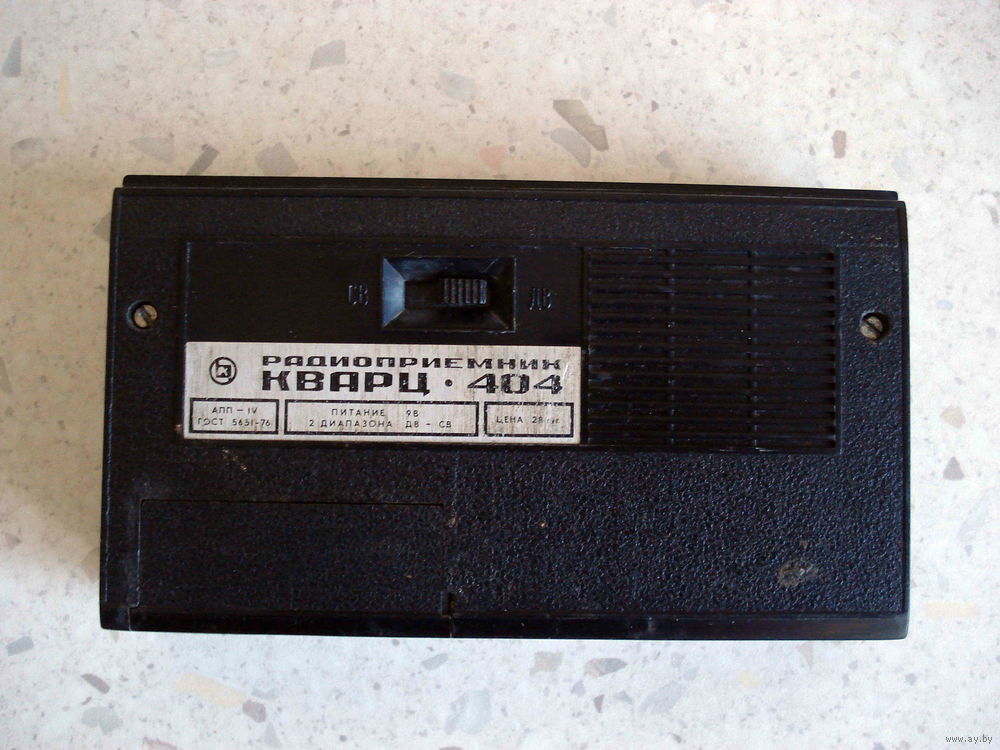 СВ ДВ
РАДИОПРИЕМНИК
КВАРЦ · 404
АПП - IV
ГОСТ 5651-76
ПИТАНИЕ 9В
2 ДИАПАЗОНА ДВ - СВ
ЦЕНА 28
www.ay.by